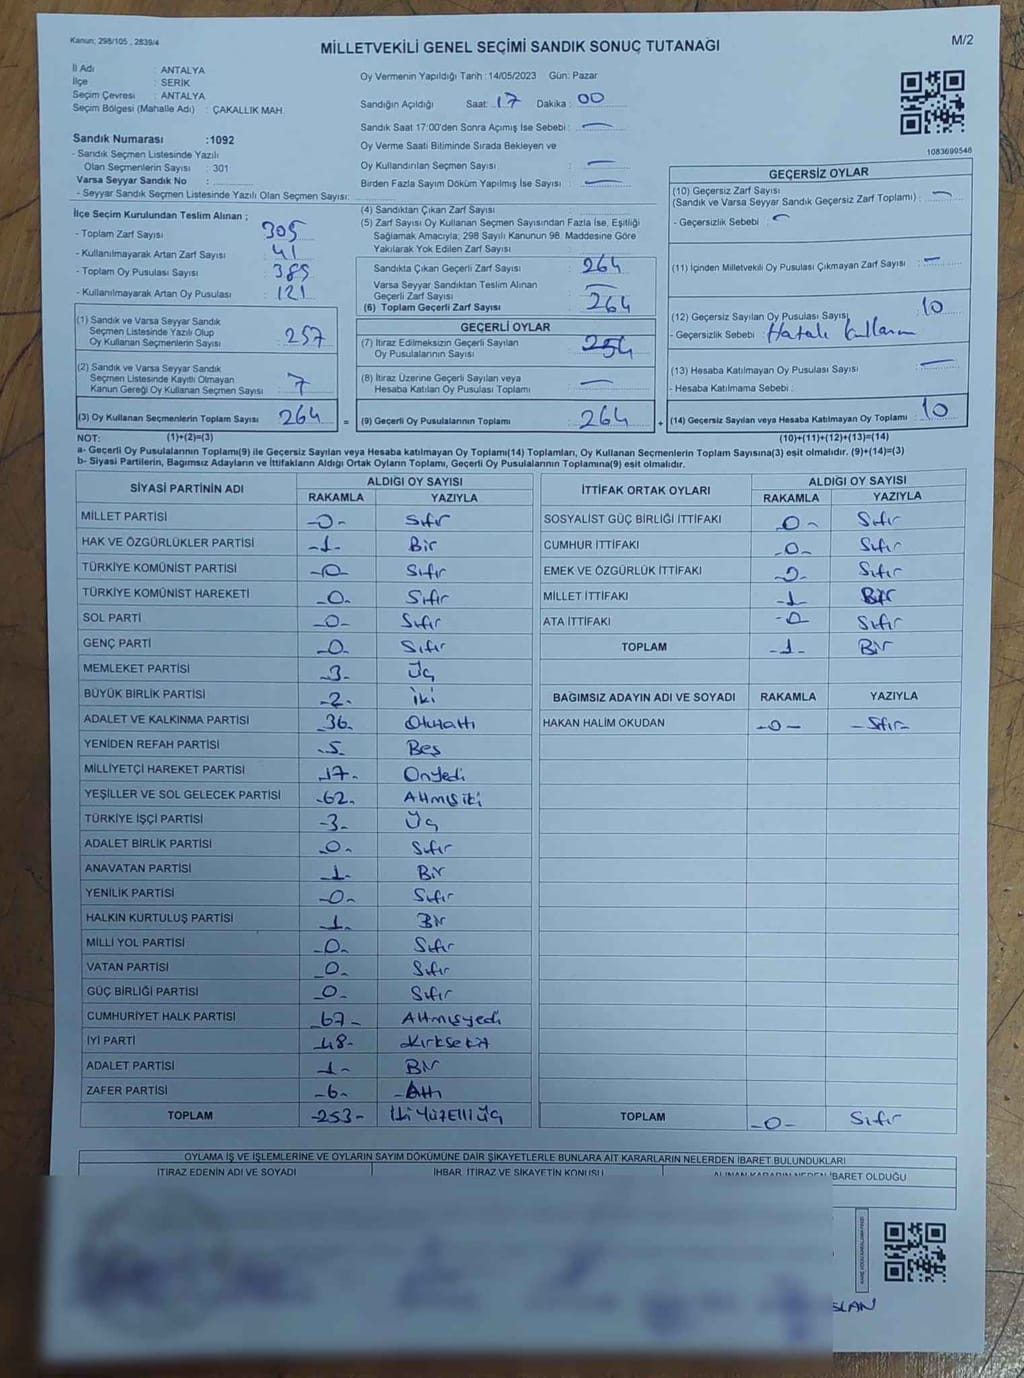 Kanun; 298/105 , 2839/4
MİLLETVEKİLİ GENEL SEÇİMİ SANDIK SONUÇ TUTANAĞI
M/2
İl Adı : ANTALYA
İlçe : SERİK
Seçim Çevresi : ANTALYA
Seçim Bölgesi (Mahalle Adı) : ÇAKALLIK MAH.
Sandık Numarası :1092
- Sandık Seçmen Listesinde Yazılı
Olan Seçmenlerin Sayısı : 301
Varsa Seyyar Sandık No :
- Seyyar Sandık Seçmen Listesinde Yazılı Olan Seçmen Sayısı:
Oy Vermenin Yapıldığı Tarih :14/05/2023 Gün: Pazar
Sandığın Açıldığı Saat: 17 Dakika : 00
Sandık Saat 17:00'den Sonra Açımış İse Sebebi : —
Oy Verme Saati Bitiminde Sırada Bekleyen ve
Oy Kullandırılan Seçmen Sayısı : —
Birden Fazla Sayım Döküm Yapılmış İse Sayısı : —
1083699546
İlçe Seçim Kurulundan Teslim Alınan ;
- Toplam Zarf Sayısı : 305
- Kullanılmayarak Artan Zarf Sayısı : 41
- Toplam Oy Pusulası Sayısı : 385
- Kullanılmayarak Artan Oy Pusulası : 121
(1) Sandık ve Varsa Seyyar Sandık
Seçmen Listesinde Yazılı Olup
Oy Kullanan Seçmenlerin Sayısı : 257
(2) Sandık ve Varsa Seyyar Sandık
Seçmen Listesinde Kayıtlı Olmayan
Kanun Gereği Oy Kullanan Seçmen Sayısı : 7
(3) Oy Kullanan Seçmenlerin Toplam Sayısı : 264
(4) Sandıktan Çıkan Zarf Sayısı :
(5) Zarf Sayısı Oy Kullanan Seçmen Sayısından Fazla İse, Eşitliği
Sağlamak Amacıyla; 298 Sayılı Kanunun 98. Maddesine Göre
Yakılarak Yok Edilen Zarf Sayısı :
Sandıkta Çıkan Geçerli Zarf Sayısı : 264
Varsa Seyyar Sandıktan Teslim Alınan
Geçerli Zarf Sayısı : —
(6) Toplam Geçerli Zarf Sayısı : 264
GEÇERLİ OYLAR
(7) İtiraz Edilmeksizin Geçerli Sayılan
Oy Pusulalarının Sayısı : 254
(8) İtiraz Üzerine Geçerli Sayılan veya
Hesaba Katılan Oy Pusulaları Toplamı : —
= (9) Geçerli Oy Pusulalarının Toplamı : 264
GEÇERSİZ OYLAR
(10) Geçersiz Zarf Sayısı
(Sandık ve Varsa Seyyar Sandık Geçersiz Zarf Toplamı) : —
- Geçersizlik Sebebi : —
(11) İçinden Milletvekili Oy Pusulası Çıkmayan Zarf Sayısı : —
(12) Geçersiz Sayılan Oy Pusulası Sayısı : 10
- Geçersizlik Sebebi : Hatalı kullanım
(13) Hesaba Katılmayan Oy Pusulası Sayısı : —
- Hesaba Katılmama Sebebi :
+ (14) Geçersiz Sayılan veya Hesaba Katılmayan Oy Toplamı : 10
NOT: (1)+(2)=(3)
(10)+(11)+(12)+(13)=(14)
a- Geçerli Oy Pusulalarının Toplamı(9) ile Geçersiz Sayılan veya Hesaba katılmayan Oy Toplamı(14) Toplamları, Oy Kullanan Seçmenlerin Toplam Sayısına(3) eşit olmalıdır. (9)+(14)=(3)
b- Siyasi Partilerin, Bağımsız Adayların ve İttifakların Aldığı Ortak Oyların Toplamı, Geçerli Oy Pusulalarının Toplamına(9) esit olmalıdır.
SİYASİ PARTİNİN ADI ALDIĞI OY SAYISI
RAKAMLA YAZIYLA
MİLLET PARTİSİ -0- Sıfır
HAK VE ÖZGÜRLÜKLER PARTİSİ -1- Bir
TÜRKİYE KOMÜNİST PARTİSİ -0- Sıfır
TÜRKİYE KOMÜNİST HAREKETİ -0- Sıfır
SOL PARTİ -0- Sıfır
GENÇ PARTİ -0- Sıfır
MEMLEKET PARTİSİ -3- Üç
BÜYÜK BİRLİK PARTİSİ -2- İki
ADALET VE KALKINMA PARTİSİ -36- Otuzaltı
YENİDEN REFAH PARTİSİ -5- Beş
MİLLİYETÇİ HAREKET PARTİSİ -17- Onyedi
YEŞİLLER VE SOL GELECEK PARTİSİ -62- Altmışiki
TÜRKİYE İŞÇİ PARTİSİ -3- Üç
ADALET BİRLİK PARTİSİ -0- Sıfır
ANAVATAN PARTİSİ -1- Bir
YENİLİK PARTİSİ -0- Sıfır
HALKIN KURTULUŞ PARTİSİ -1- Bir
MİLLİ YOL PARTİSİ -0- Sıfır
VATAN PARTİSİ -0- Sıfır
GÜÇ BİRLİĞİ PARTİSİ -0- Sıfır
CUMHURİYET HALK PARTİSİ -67- Altmışyedi
İYİ PARTİ -48- Kırksekiz
ADALET PARTİSİ -1- Bir
ZAFER PARTİSİ -6- -Altı
TOPLAM -253- İkiYüzElliÜç
İTTİFAK ORTAK OYLARI ALDIĞI OY SAYISI
RAKAMLA YAZIYLA
SOSYALİST GÜÇ BİRLİĞİ İTTİFAKI -0- Sıfır
CUMHUR İTTİFAKI -0- Sıfır
EMEK VE ÖZGÜRLÜK İTTİFAKI -0- Sıfır
MİLLET İTTİFAKI -1- Bir
ATA İTTİFAKI -0- Sıfır
TOPLAM -1- Bir
BAĞIMSIZ ADAYIN ADI VE SOYADI RAKAMLA YAZIYLA
HAKAN HALİM OKUDAN -0- -Sıfır-
TOPLAM -0- Sıfır
OYLAMA İŞ VE İŞLEMLERİNE VE OYLARIN SAYIM DÖKÜMÜNE DAİR ŞİKAYETLERLE BUNLARA AİT KARARLARIN NELERDEN İBARET BULUNDUKLARI
İTİRAZ EDENİN ADI VE SOYADI İHBAR, İTİRAZ VE ŞİKAYETİN KONUSU ALINAN KARARIN NEDEN İBARET OLDUĞU
SLAN